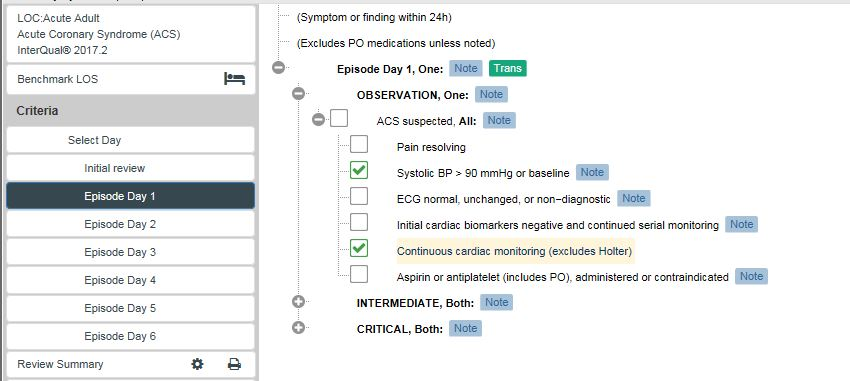 LOC:Acute Adult
Acute Coronary Syndrome (ACS)
InterQual® 2017.2
Benchmark LOS
Criteria
Select Day
Initial review
Episode Day 1
Episode Day 2
Episode Day 3
Episode Day 4
Episode Day 5
Episode Day 6
Review Summary
(Symptom or finding within 24h)
(Excludes PO medications unless noted)
Episode Day 1, One: Note Trans
OBSERVATION, One: Note
ACS suspected, All: Note
Pain resolving
Systolic BP > 90 mmHg or baseline Note
ECG normal, unchanged, or non-diagnostic Note
Initial cardiac biomarkers negative and continued serial monitoring Note
Continuous cardiac monitoring (excludes Holter)
Aspirin or antiplatelet (includes PO), administered or contraindicated Note
INTERMEDIATE, Both: Note
CRITICAL, Both: Note